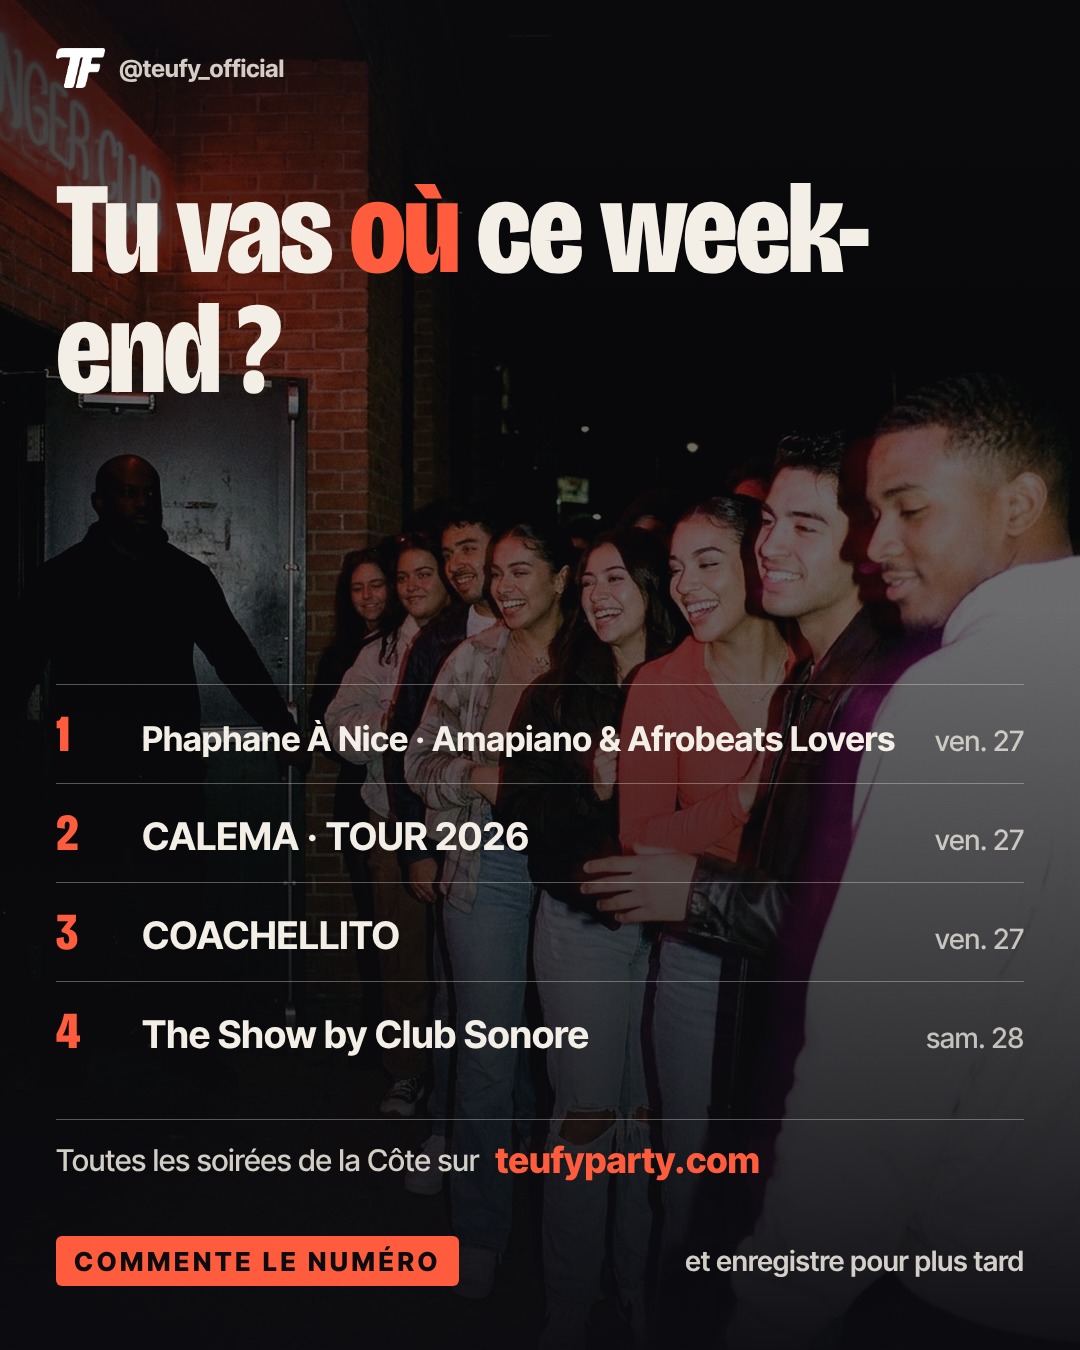 TF @teufy_official
NGER CLUB
Tu vas où ce week-
end ?
1 Phaphane À Nice · Amapiano & Afrobeats Lovers ven. 27
2 CALEMA · TOUR 2026 ven. 27
3 COACHELLITO ven. 27
4 The Show by Club Sonore sam. 28
Toutes les soirées de la Côte sur teufyparty.com
COMMENTE LE NUMÉRO et enregistre pour plus tard